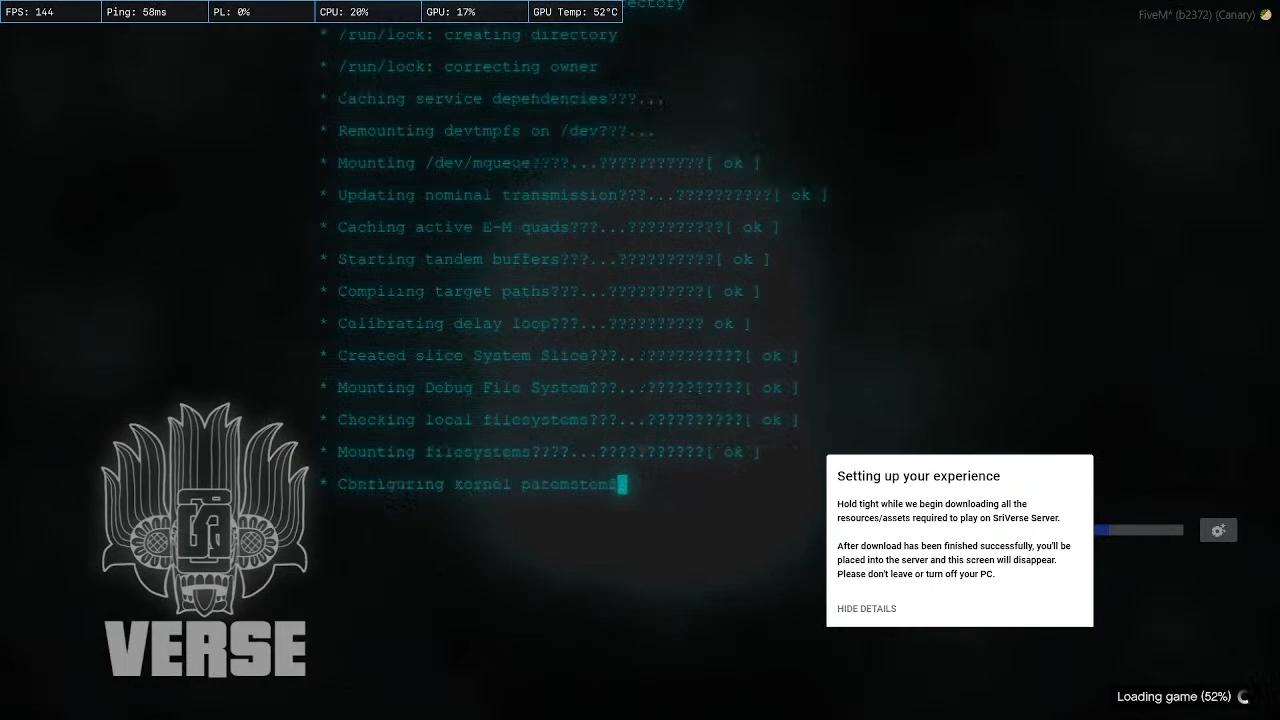 FPS: 144
Ping: 58ms
PL: 0%
CPU: 20%
GPU: 17%
GPU Temp: 52°C
FiveM* (b2372) (Canary)
ectory
* /run/lock: creating directory
* /run/lock: correcting owner
* Caching service dependencies???...
* Remounting devtmpfs on /dev???...
* Mounting /dev/mqueue????...???????????[ ok ]
* Updating nominal transmission???...??????????[ ok ]
* Caching active E-M quads???...??????????[ ok ]
* Starting tandem buffers???...??????????[ ok ]
* Compiling target paths???...??????????[ ok ]
* Calibrating delay loop???...?????????? ok ]
* Created slice System Slice???...???????????[ ok ]
* Mounting Debug File System???...??????????[ ok ]
* Checking local filesystems???...??????????[ ok ]
* Mounting filesystems????...????.??????[ ok ]
* Configuring kernel
VERSE
Setting up your experience
Hold tight while we begin downloading all the
resources/assets required to play on SriVerse Server.
After download has been finished successfully, you'll be
placed into the server and this screen will disappear.
Please don't leave or turn off your PC.
HIDE DETAILS
Loading game (52%)